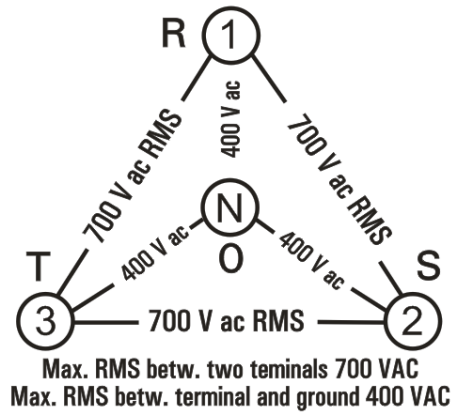 R 1
400 V ac
700 V ac RMS
700 V ac RMS
N
0
400 V ac
400 V ac
T
S
3
700 V ac RMS
2
Max. RMS betw. two teminals 700 VAC
Max. RMS betw. terminal and ground 400 VAC